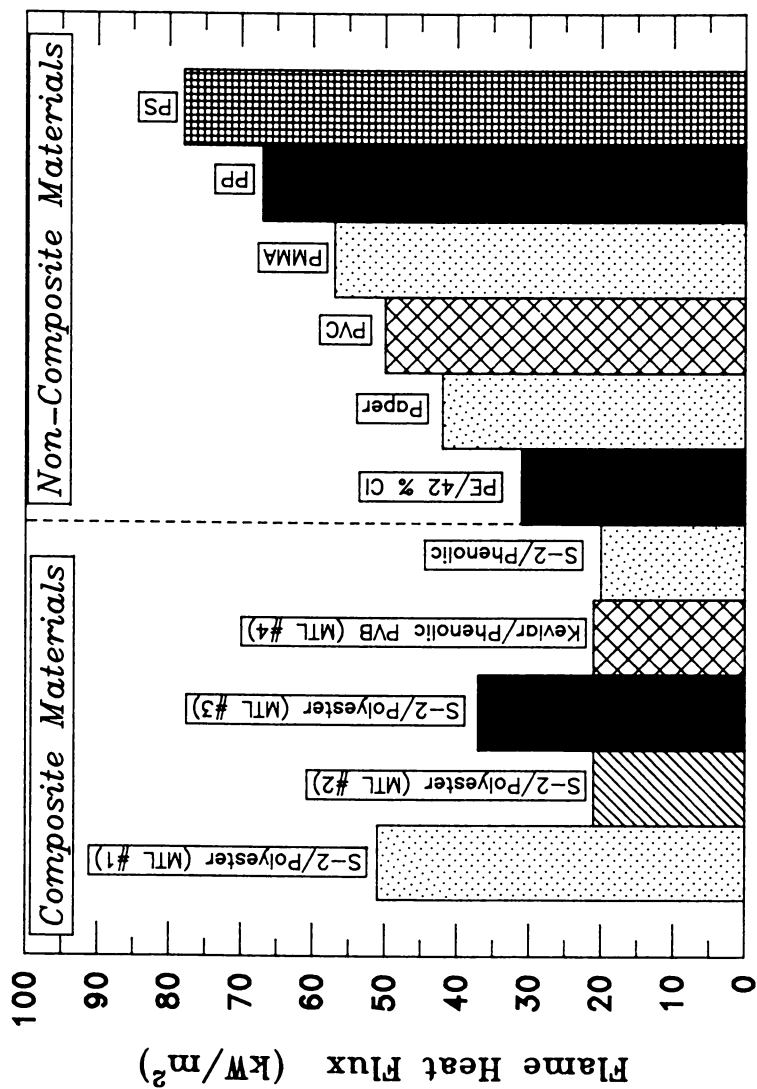 Non-Composite Materials
Composite Materials
PS
PP
PMMA
PVC
Paper
PE/42 % Cl
S-2/Phenolic
Kevlar/Phenolic PVB (MTL #4)
S-2/Polyester (MTL #3)
S-2/Polyester (MTL #2)
S-2/Polyester (MTL #1)
100 90 80 70 60 50 40 30 20 10 0
Flame Heat Flux (kW/m²)